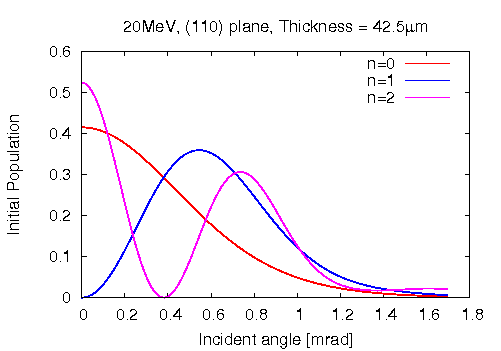 20MeV, (110) plane, Thickness = 42.5μm
n=0
n=1
n=2
0.6
0.5
0.4
0.3
0.2
0.1
0
Initial Population
0 0.2 0.4 0.6 0.8 1 1.2 1.4 1.6 1.8
Incident angle [mrad]